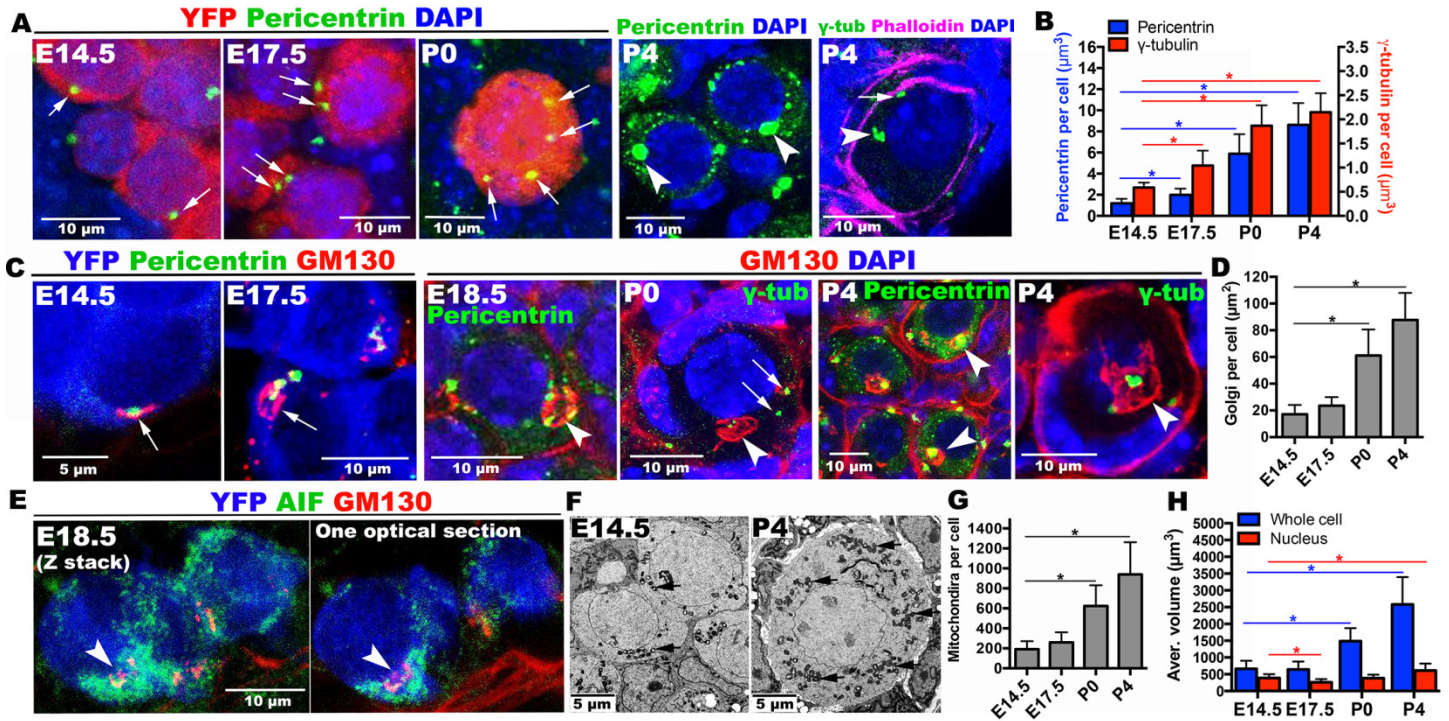 A
YFP Pericentrin DAPI
E14.5
10 μm
E17.5
10 μm
P0
10 μm
Pericentrin DAPI
P4
10 μm
γ-tub Phalloidin DAPI
P4
10 μm
B
Pericentrin
γ-tubulin
Pericentrin per cell (μm³)
16
14
12
10
8
6
4
2
0
3.5
3.0
2.5
2.0
1.5
1.0
0.5
0.0
γ-tubulin per cell (μm³)
*
*
*
*
*
*
E14.5 E17.5 P0 P4
C
YFP Pericentrin GM130
E14.5
5 μm
E17.5
10 μm
GM130 DAPI
E18.5
Pericentrin
10 μm
P0
γ-tub
10 μm
P4 Pericentrin
10 μm
P4
γ-tub
10 μm
D
Golgi per cell (μm²)
120
100
80
60
40
20
0
*
*
E14.5 E17.5 P0 P4
E
YFP AIF GM130
E18.5
(Z stack)
10 μm
One optical section
F
E14.5
5 μm
P4
5 μm
G
Mitochondira per cell
1400
1200
1000
800
600
400
200
0
*
*
E14.5 E17.5 P0 P4
H
Whole cell
Nucleus
Aver. volume (μm³)
5000
4500
4000
3500
3000
2500
2000
1500
1000
500
0
*
*
*
*
E14.5 E17.5 P0 P4